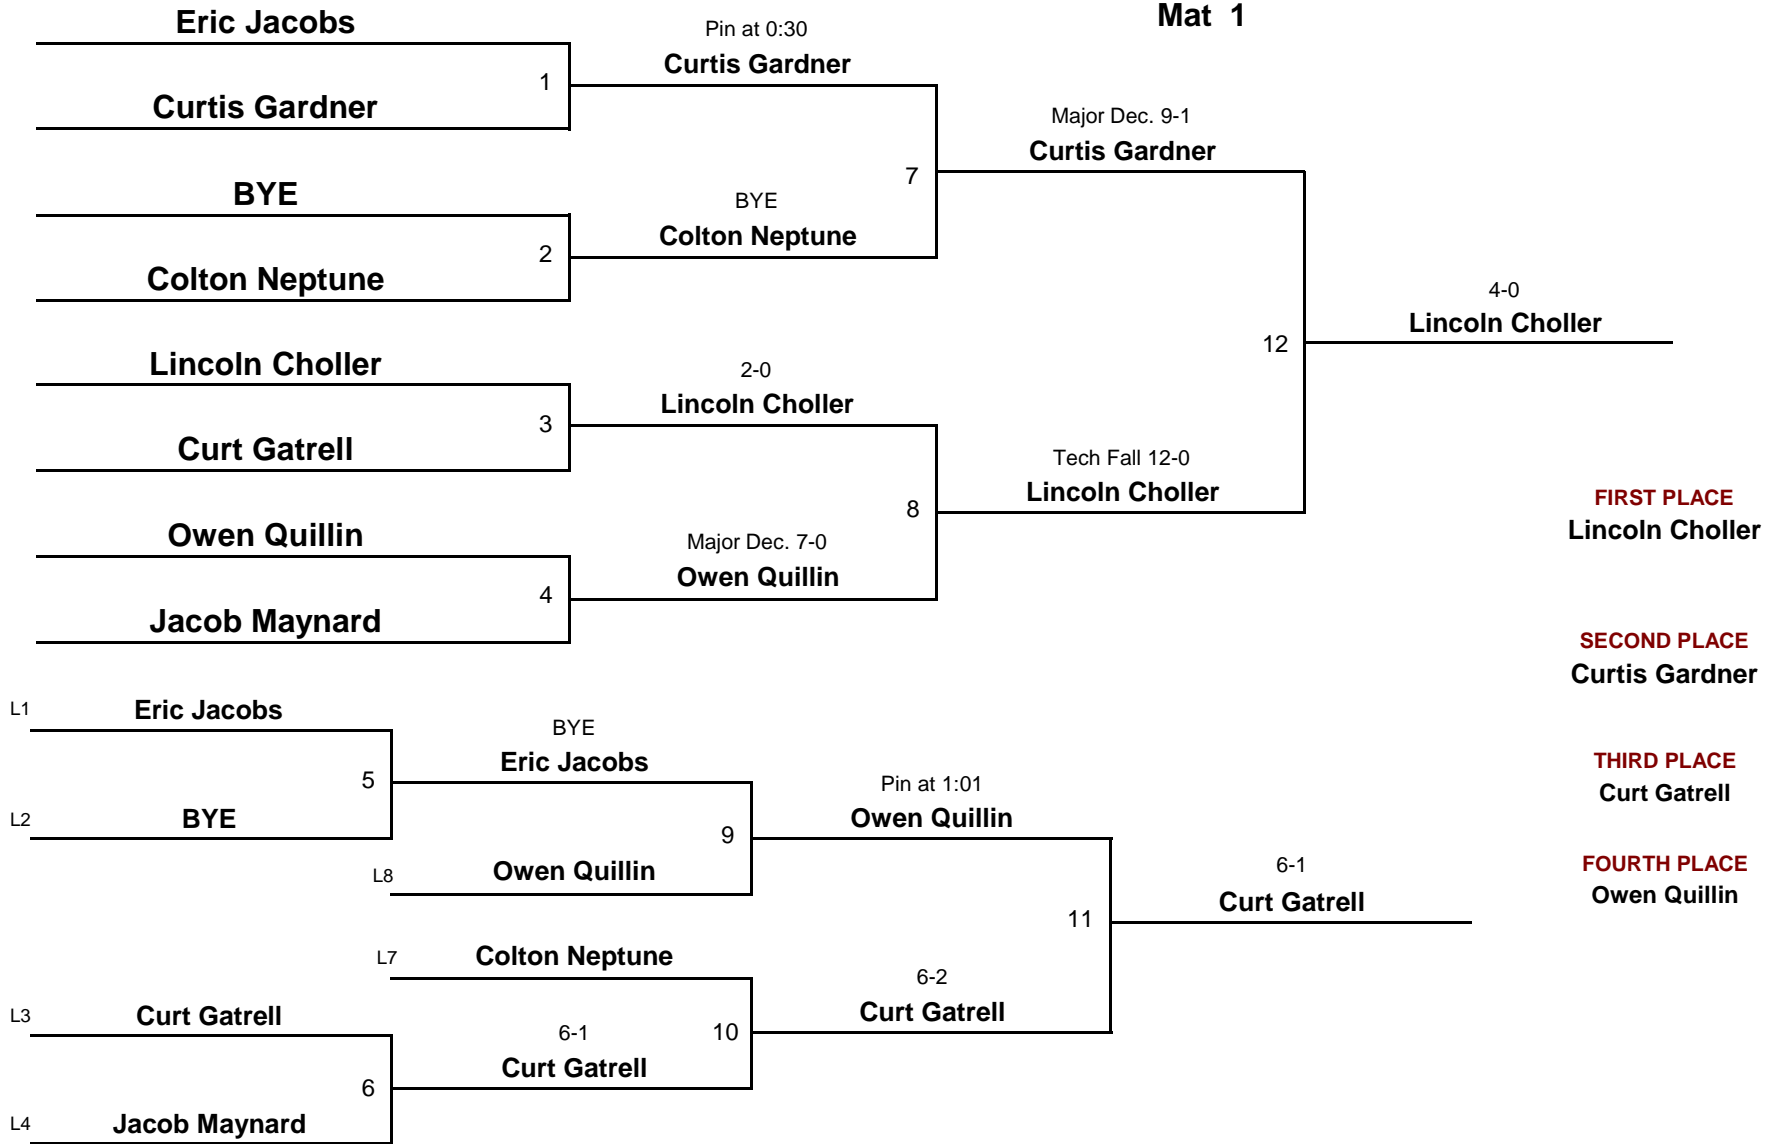 Mat 1
Eric Jacobs
Pin at 0:30
Curtis Gardner
1
Curtis Gardner
Major Dec. 9-1
Curtis Gardner
7
BYE
BYE
Colton Neptune
2
Colton Neptune
4-0
Lincoln Choller
12
Lincoln Choller
2-0
Lincoln Choller
3
Curt Gatrell
Tech Fall 12-0
Lincoln Choller
8
Owen Quillin
Major Dec. 7-0
Owen Quillin
4
Jacob Maynard
FIRST PLACE
Lincoln Choller
SECOND PLACE
Curtis Gardner
THIRD PLACE
Curt Gatrell
FOURTH PLACE
Owen Quillin
L1
Eric Jacobs
BYE
Eric Jacobs
5
L2
BYE
Pin at 1:01
Owen Quillin
9
L8
Owen Quillin
6-1
Curt Gatrell
11
L7
Colton Neptune
6-2
Curt Gatrell
L3
Curt Gatrell
10
6-1
Curt Gatrell
6
L4
Jacob Maynard